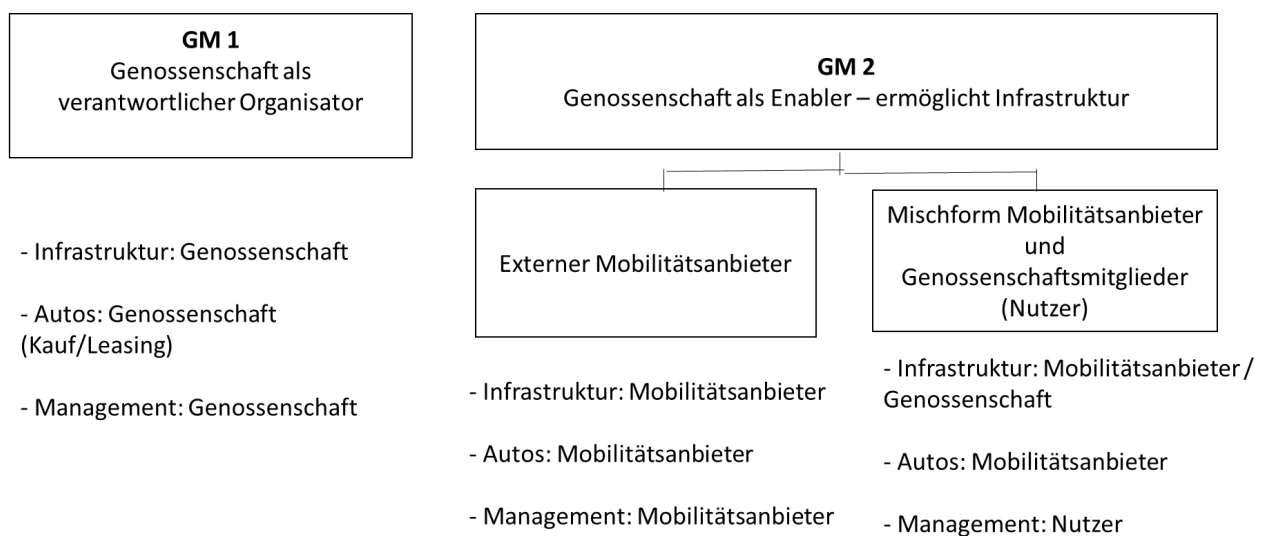 GM 1
Genossenschaft als
verantwortlicher Organisator
- Infrastruktur: Genossenschaft
- Autos: Genossenschaft
(Kauf/Leasing)
- Management: Genossenschaft
GM 2
Genossenschaft als Enabler – ermöglicht Infrastruktur
Externer Mobilitätsanbieter
- Infrastruktur: Mobilitätsanbieter
- Autos: Mobilitätsanbieter
- Management: Mobilitätsanbieter
Mischform Mobilitätsanbieter
und
Genossenschaftsmitglieder
(Nutzer)
- Infrastruktur: Mobilitätsanbieter /
Genossenschaft
- Autos: Mobilitätsanbieter
- Management: Nutzer